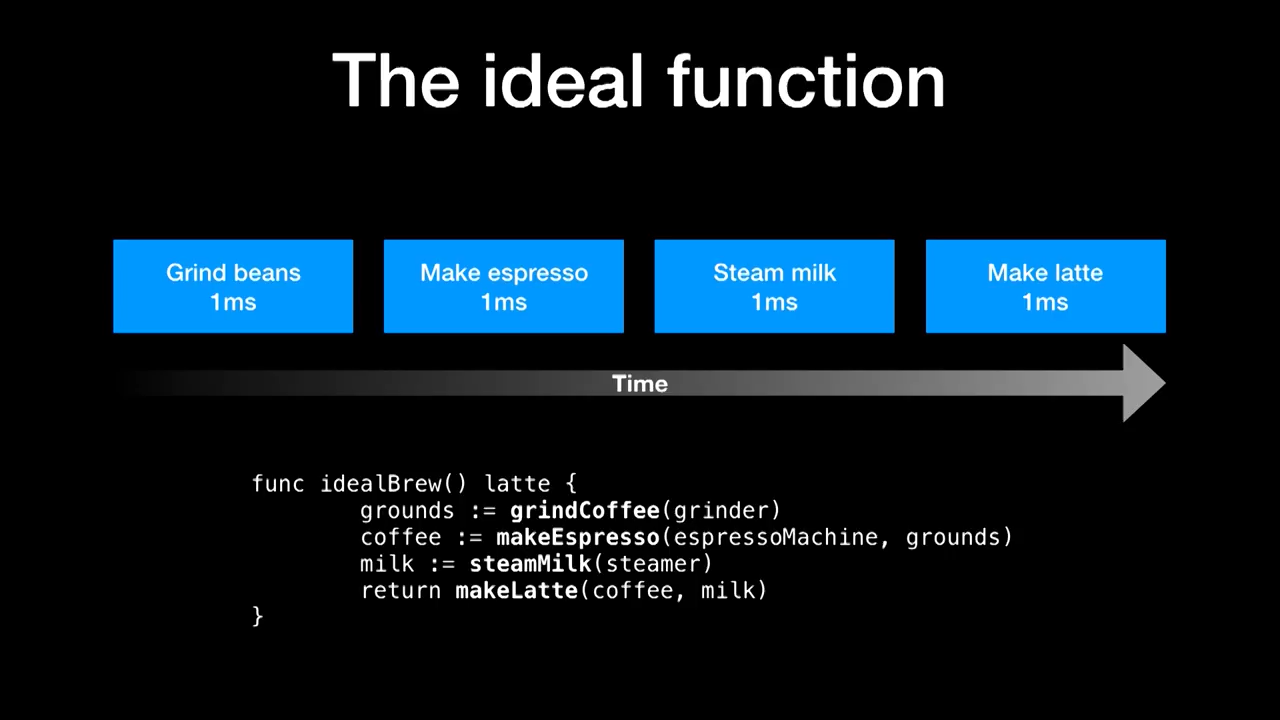 The ideal function
Grind beans
1ms
Make espresso
1ms
Steam milk
1ms
Make latte
1ms
Time
func idealBrew() latte {
        grounds := grindCoffee(grinder)
        coffee := makeEspresso(espressoMachine, grounds)
        milk := steamMilk(steamer)
        return makeLatte(coffee, milk)
}